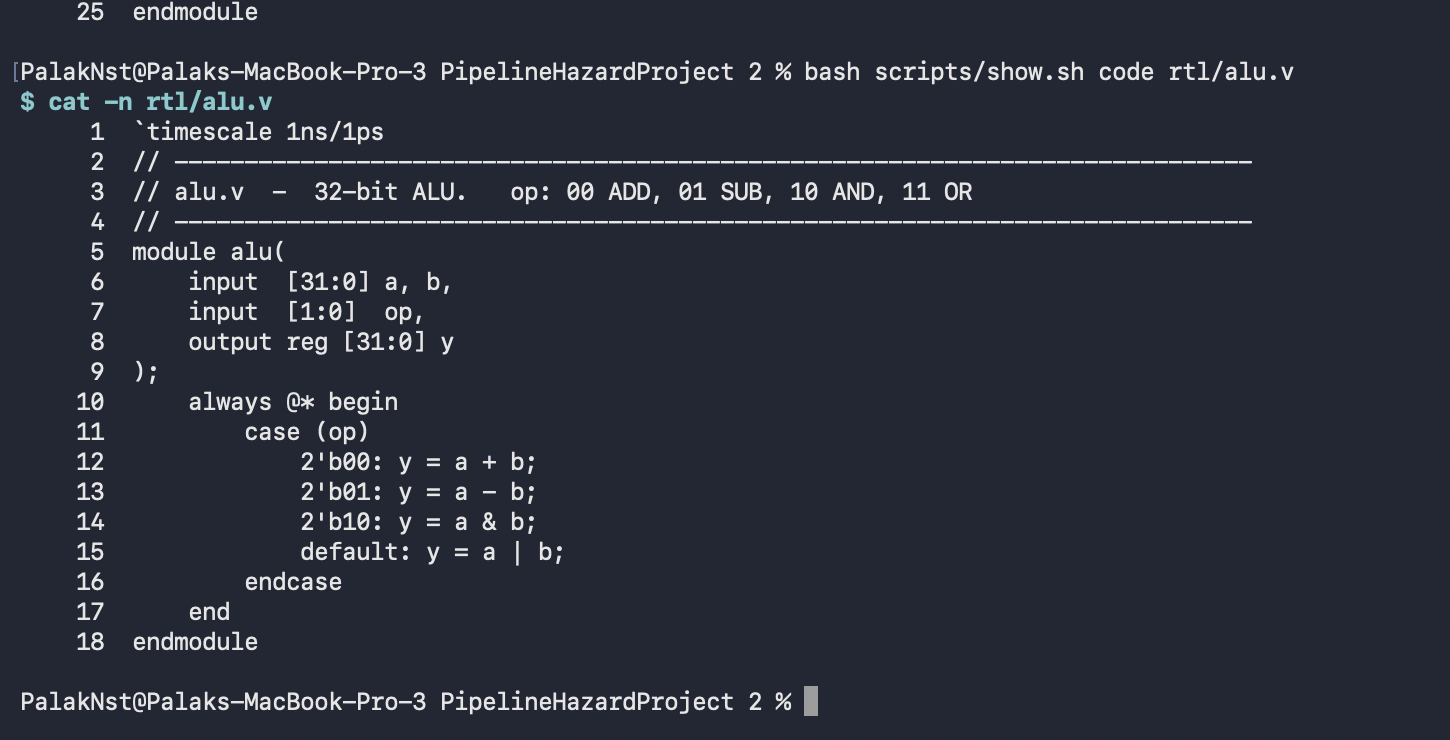 25  endmodule
[PalakNst@Palaks-MacBook-Pro-3 PipelineHazardProject 2 % bash scripts/show.sh code rtl/alu.v
$ cat -n rtl/alu.v
     1  `timescale 1ns/1ps
     2  // -----------------------------------------------------------------------------
     3  // alu.v  -  32-bit ALU.   op: 00 ADD, 01 SUB, 10 AND, 11 OR
     4  // -----------------------------------------------------------------------------
     5  module alu(
     6      input  [31:0] a, b,
     7      input  [1:0]  op,
     8      output reg [31:0] y
     9  );
    10      always @* begin
    11          case (op)
    12              2'b00: y = a + b;
    13              2'b01: y = a - b;
    14              2'b10: y = a & b;
    15              default: y = a | b;
    16          endcase
    17      end
    18  endmodule
PalakNst@Palaks-MacBook-Pro-3 PipelineHazardProject 2 %